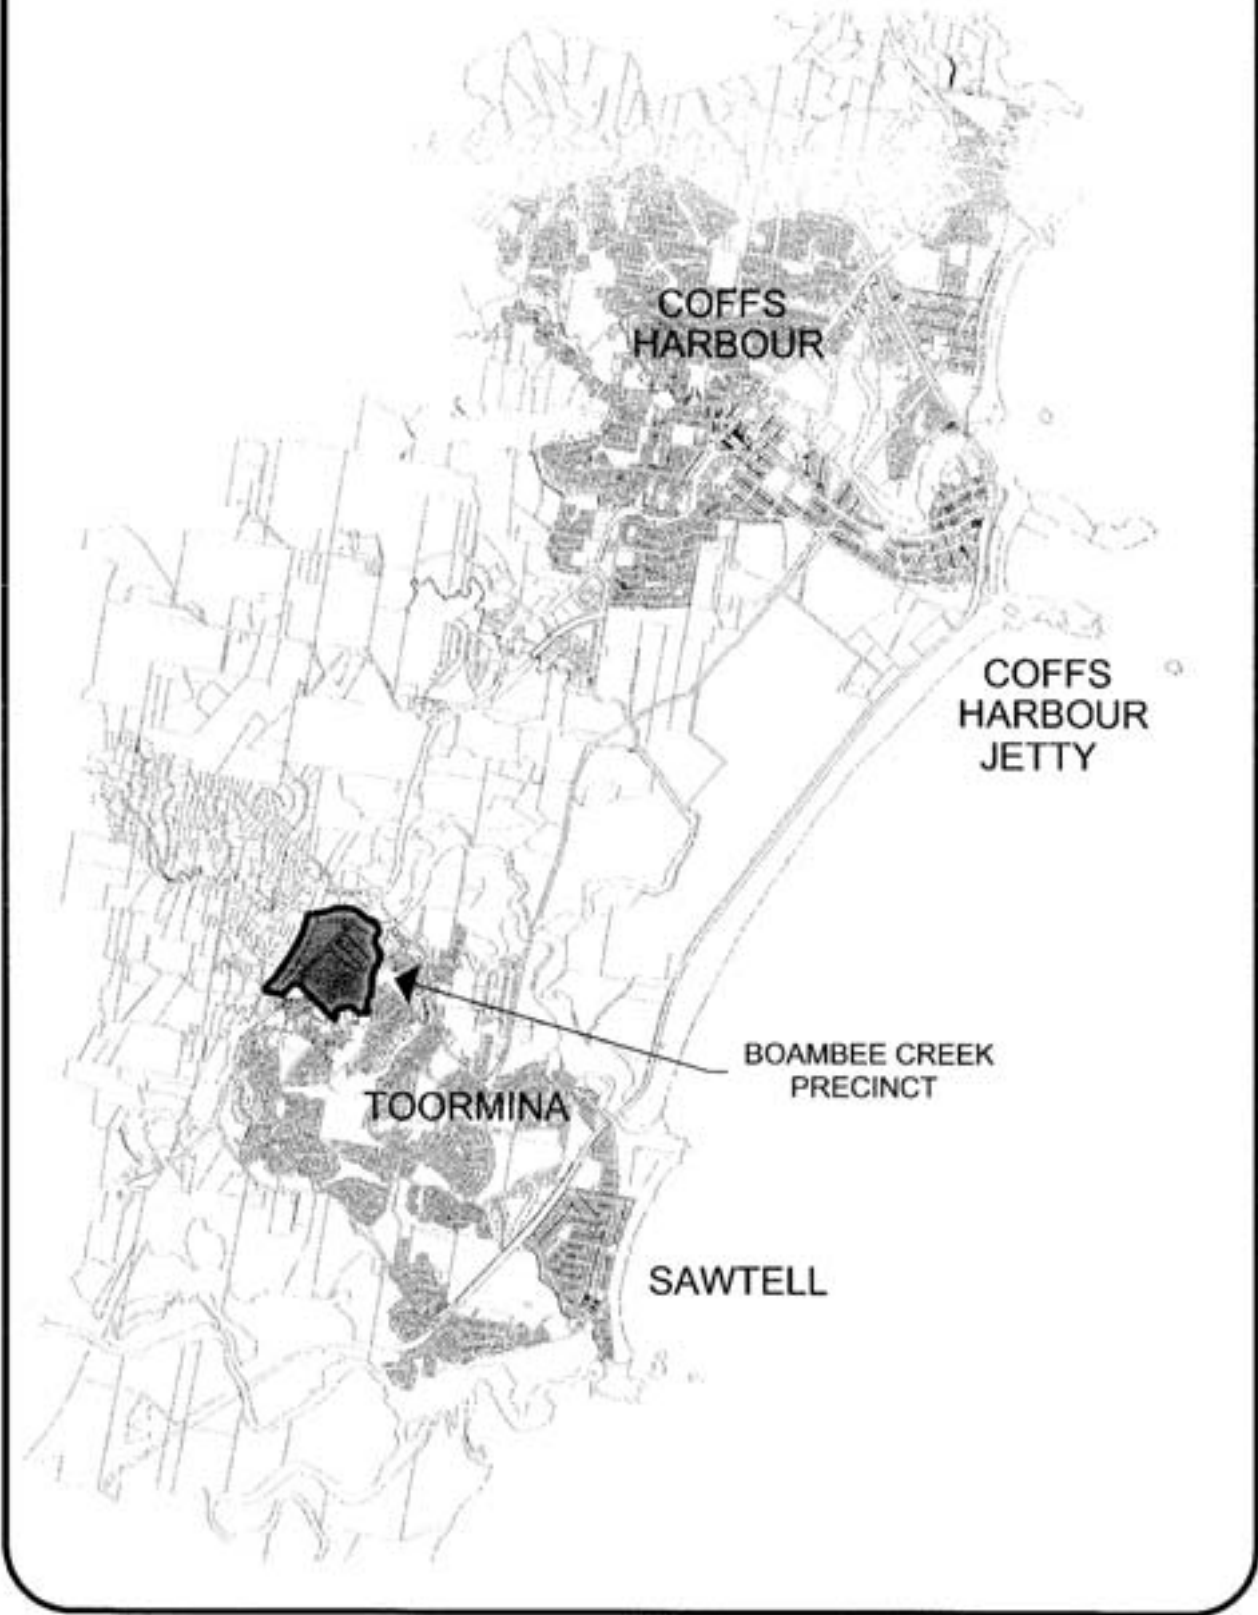 COFFS
HARBOUR
COFFS
HARBOUR
JETTY
BOAMBEE CREEK
PRECINCT
TOORMINA
SAWTELL